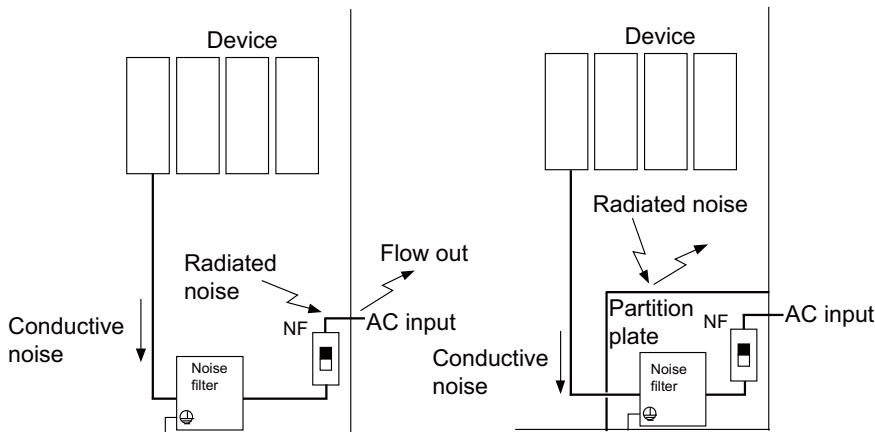 Device
Radiated
noise
Flow out
Conductive
noise
NF
AC input
Noise
filter
Device
Radiated noise
Partition
plate
NF
AC input
Conductive
noise
Noise
filter